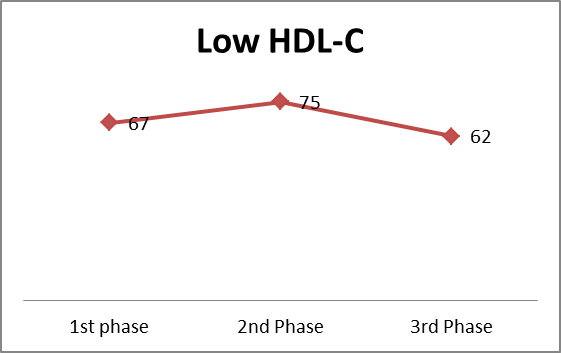 Low HDL-C
67
75
62
1st phase
2nd Phase
3rd Phase